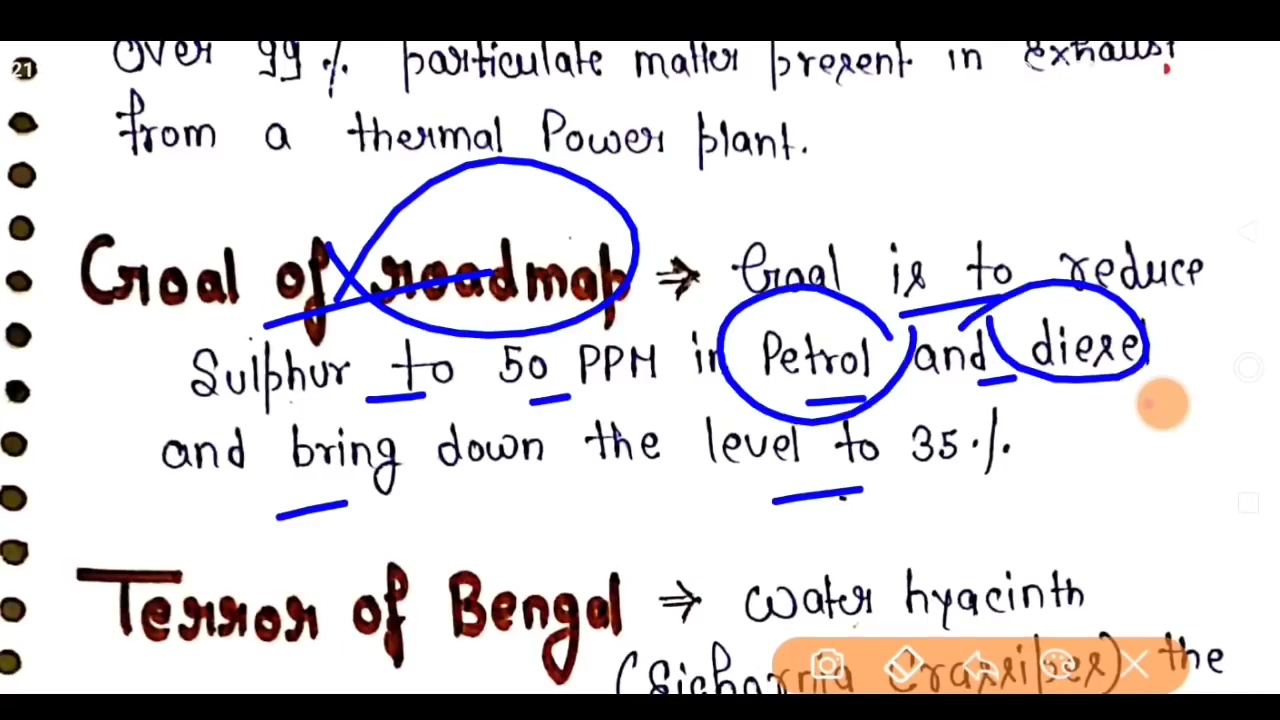 21
Over 99% particulate matter present in exhaust
from a thermal Power plant.
Goal of roadmap → Goal is to reduce
Sulphur to 50 PPM in Petrol and diese
and bring down the level to 35%.
Terror of Bengal → Water hyacinth
the